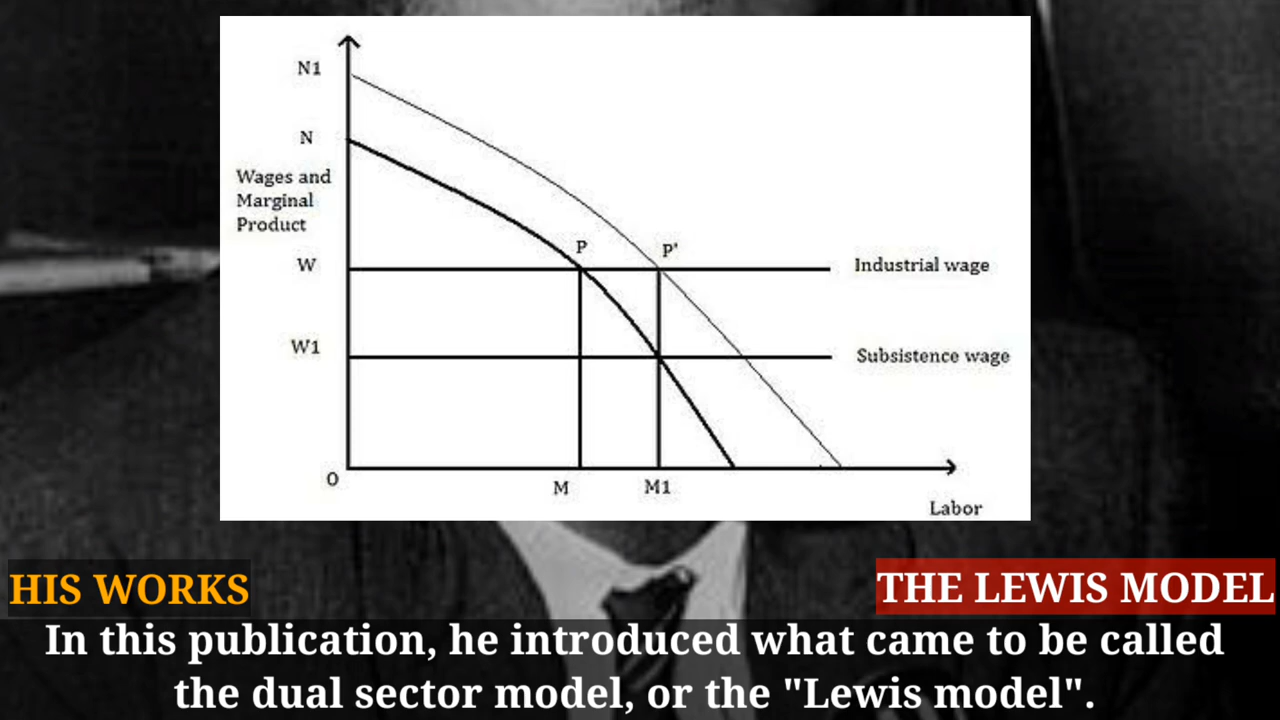 N1
N
Wages and
Marginal
Product
P
P'
W
Industrial wage
W1
Subsistence wage
O
M
M1
Labor
HIS WORKS
THE LEWIS MODEL
In this publication, he introduced what came to be called
the dual sector model, or the "Lewis model".